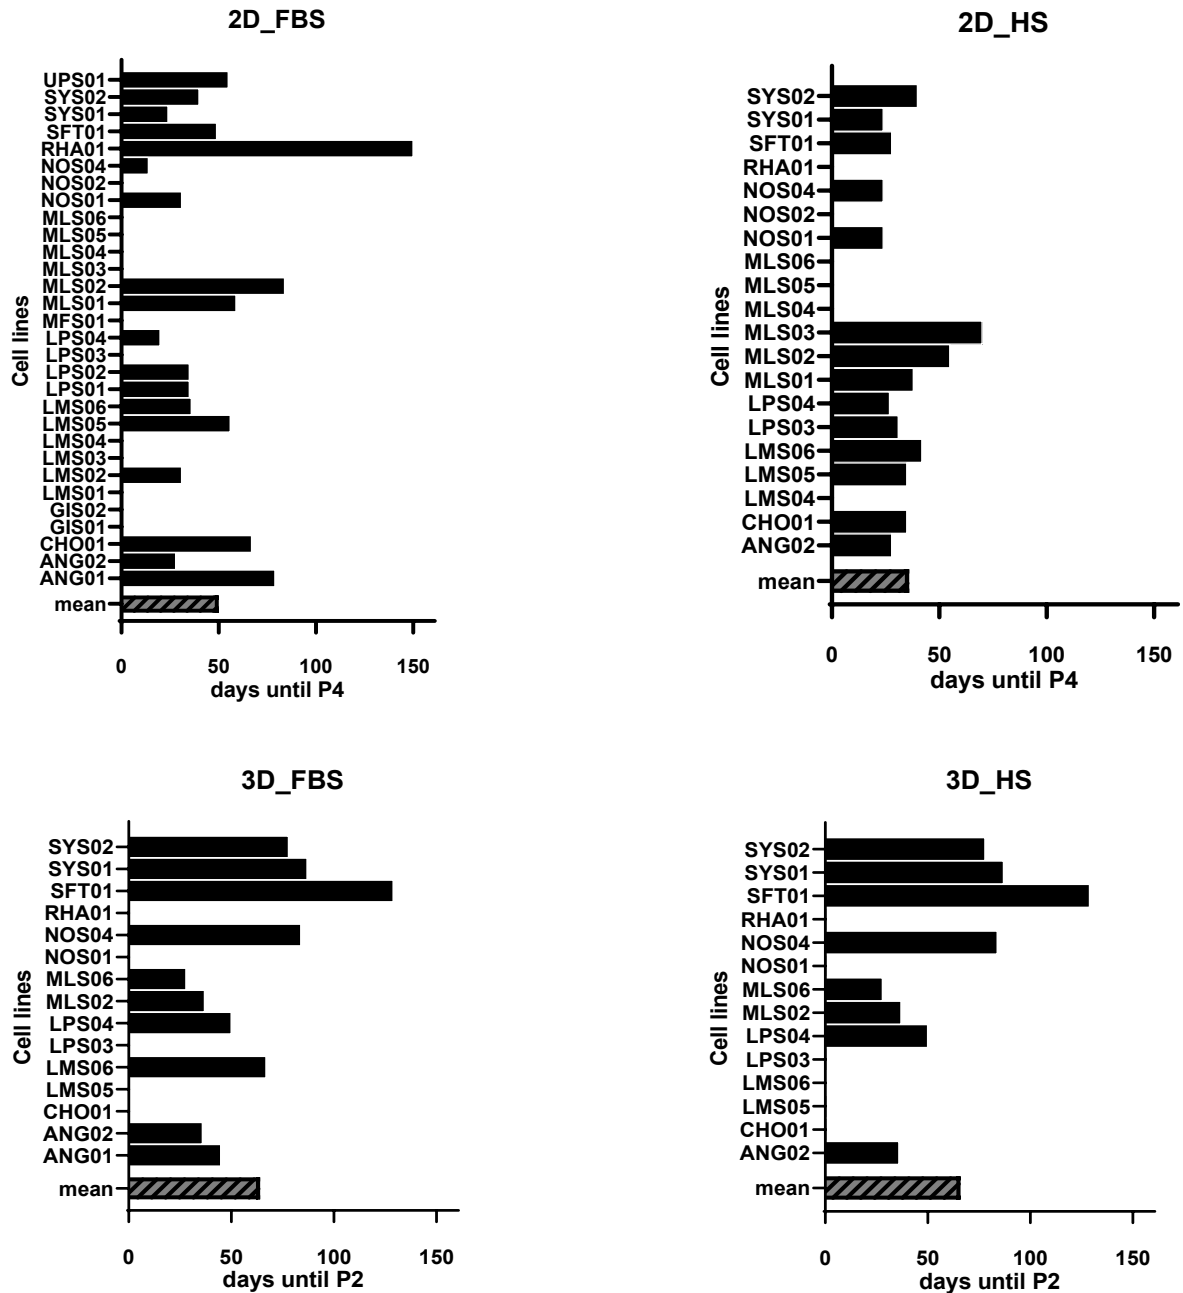 2D_FBS
UPS01
SYS02
SYS01
SFT01
RHA01
NOS04
NOS02
NOS01
MLS06
MLS05
MLS04
MLS03
MLS02
MLS01
MFS01
LPS04
LPS03
LPS02
LPS01
LMS06
LMS05
LMS04
LMS03
LMS02
LMS01
GIS02
GIS01
CHO01
ANG02
ANG01
mean
Cell lines
0 50 100 150
days until P4
2D_HS
SYS02
SYS01
SFT01
RHA01
NOS04
NOS02
NOS01
MLS06
MLS05
MLS04
MLS03
MLS02
MLS01
LPS04
LPS03
LMS06
LMS05
LMS04
CHO01
ANG02
mean
Cell lines
0 50 100 150
days until P4
3D_FBS
SYS02
SYS01
SFT01
RHA01
NOS04
NOS01
MLS06
MLS02
LPS04
LPS03
LMS06
LMS05
CHO01
ANG02
ANG01
mean
Cell lines
0 50 100 150
days until P2
3D_HS
SYS02
SYS01
SFT01
RHA01
NOS04
NOS01
MLS06
MLS02
LPS04
LPS03
LMS06
LMS05
CHO01
ANG02
mean
Cell lines
0 50 100 150
days until P2